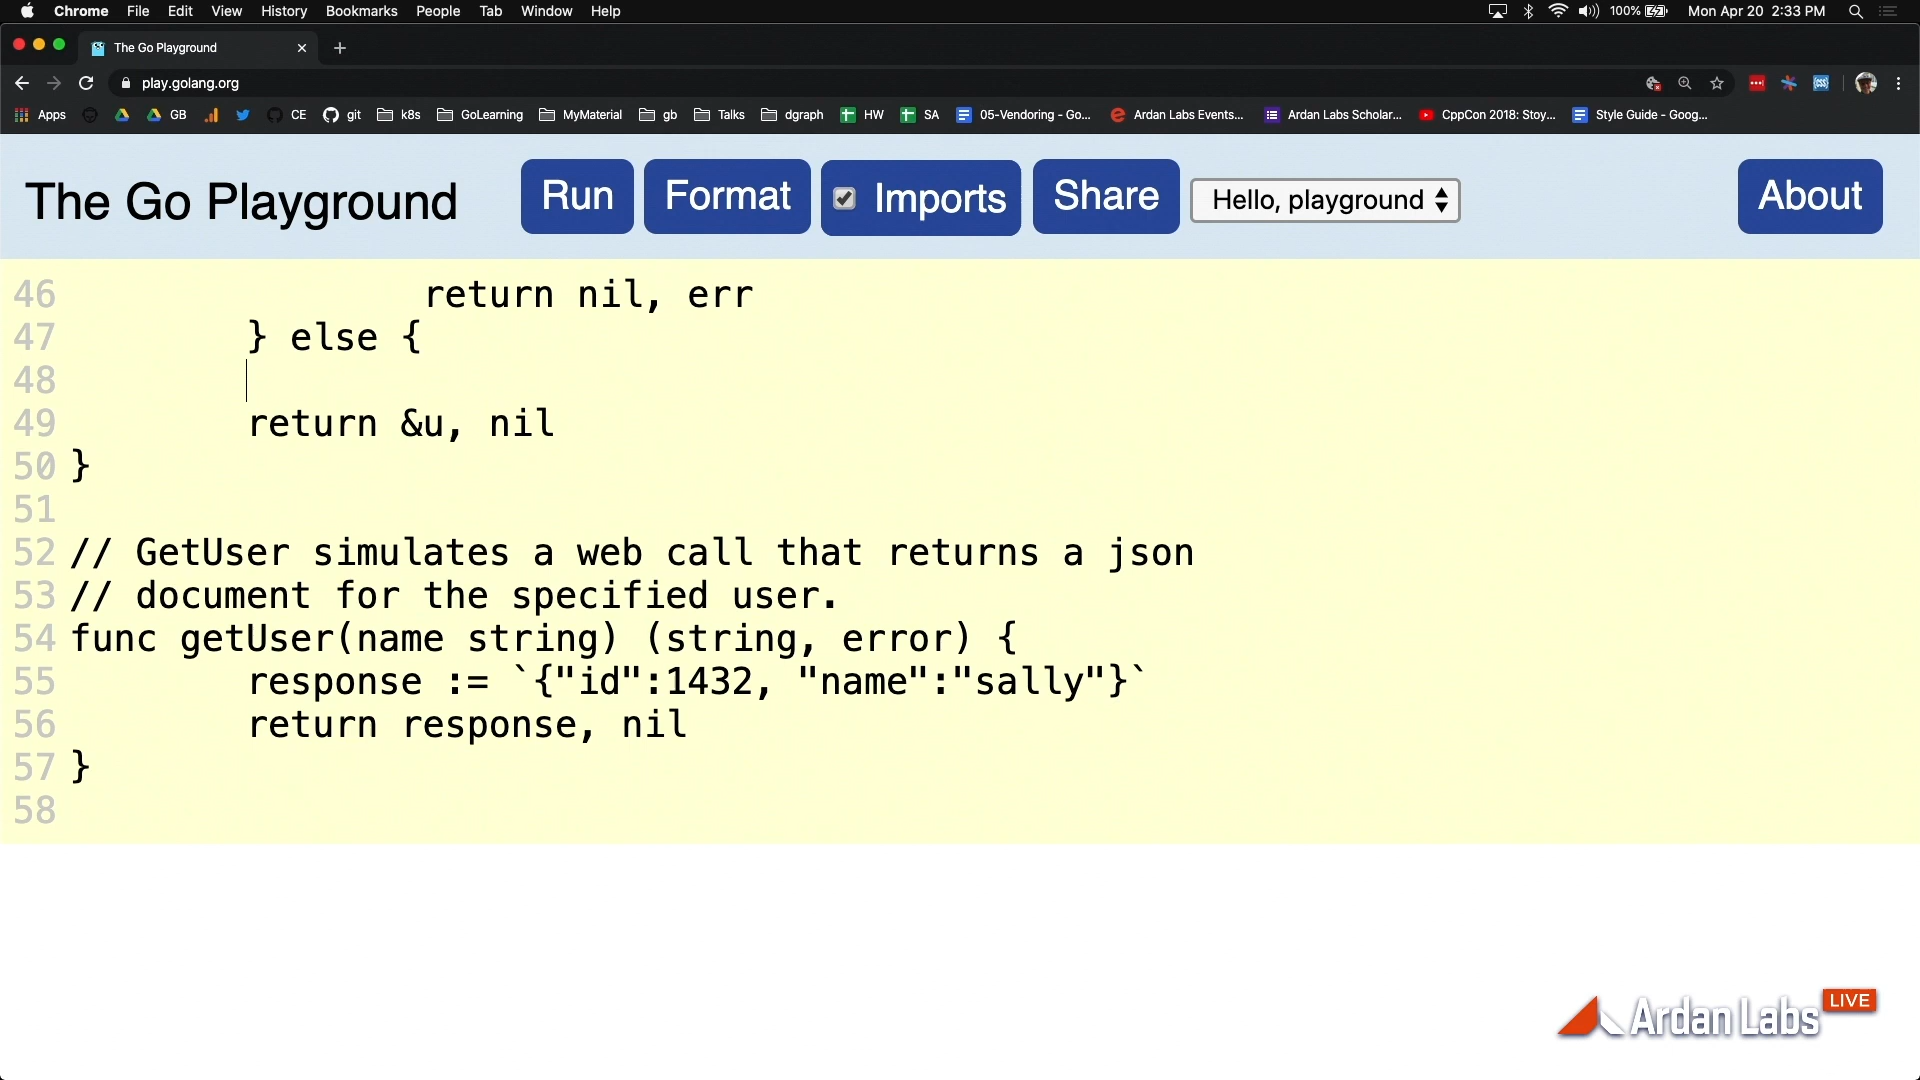 Chrome File Edit View History Bookmarks People Tab Window Help 100% Mon Apr 20 2:33 PM
The Go Playground
play.golang.org
Apps GB CE git k8s GoLearning MyMaterial gb Talks dgraph HW SA 05-Vendoring - Go... Ardan Labs Events... Ardan Labs Scholar... CppCon 2018: Stoy... Style Guide - Goog...
The Go Playground Run Format Imports Share Hello, playground About
46 return nil, err
47 } else {
48
49 return &u, nil
50 }
51
52 // GetUser simulates a web call that returns a json
53 // document for the specified user.
54 func getUser(name string) (string, error) {
55 response := `{"id":1432, "name":"sally"}`
56 return response, nil
57 }
58
Ardan Labs LIVE